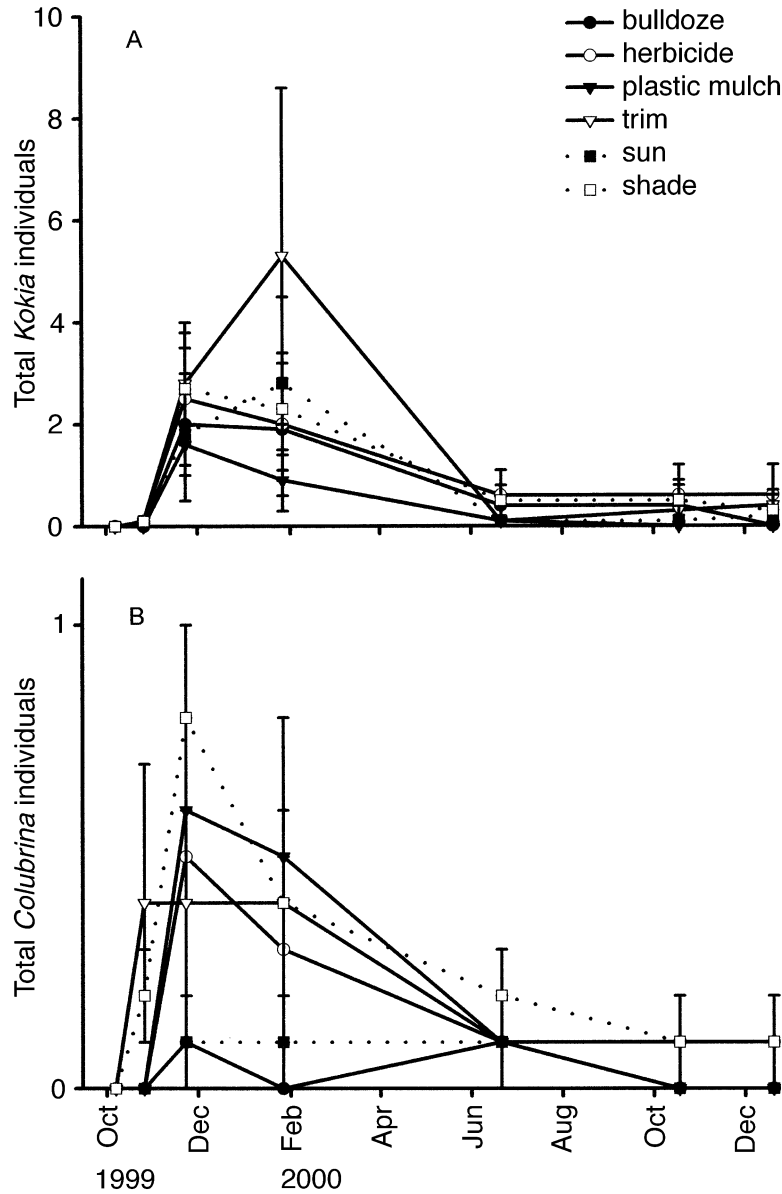 10
8
6
4
2
0
Total Kokia individuals
A
bulldoze
herbicide
plastic mulch
trim
sun
shade
1
0
Total Colubrina individuals
B
Oct
Dec
Feb
Apr
Jun
Aug
Oct
Dec
1999
2000